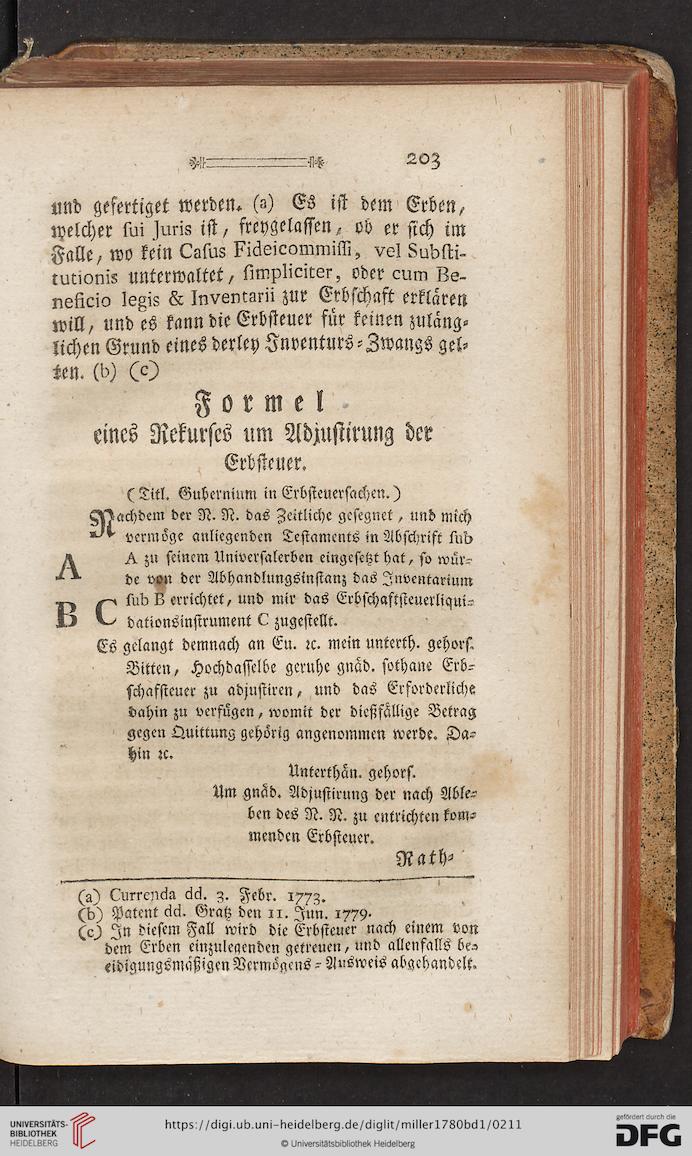 203
und gefertiget werden. (a) Es ist dem Erben,
welcher sui Juris ist, freygelassen, ob er sich im
Falle, wo kein Casus Fideicommissi, vel Substi-
tutionis unterwaltet, simpliciter, oder cum Be-
neficio legis & Inventarii zur Erbschaft erklären
will, und es kann die Erbsteuer für keinen zuläng-
lichen Grund eines derley Inventurs-Zwangs gel-
ten. (b) (c)
Formel
eines Rekurses um Adjustirung der
Erbsteuer.
(Titl. Gubernium in Erbsteuersachen.)
Nachdem der N. N. das Zeitliche gesegnet, und mich
vermöge anliegenden Testaments in Abschrift sub
A A zu seinem Universalerben eingesetzt hat, so wür-
de von der Abhandlungsinstanz das Inventarium
B C sub B errichtet, und mir das Erbschaftsteuerliqui-
dationsinstrument C zugestellt.
Es gelangt demnach an Eu. ꝛc. mein unterth. gehors.
Bitten, Hochdasselbe geruhe gnäd. sothane Erb-
schafsteuer zu adjustiren, und das Erforderliche
dahin zu verfügen, womit der dießfällige Betrag
gegen Quittung gehörig angenommen werde. Da-
hin ꝛc.
Unterthän. gehors.
Um gnäd. Adjustirung der nach Able-
ben des N. N. zu entrichten kom-
menden Erbsteuer.
Rath-
(a) Currenda dd. 3. Febr. 1773.
(b) Patent dd. Gratz den 11. Jun. 1779.
(c) In diesem Fall wird die Erbsteuer nach einem von
dem Erben einzulegenden getreuen, und allenfalls be-
eidigungsmäßigen Vermögens-Ausweis abgehandelt.
UNIVERSITÄTS-
BIBLIOTHEK
HEIDELBERG
https://digi.ub.uni-heidelberg.de/diglit/miller1780bd1/0211
© Universitätsbibliothek Heidelberg
gefördert durch die
DFG